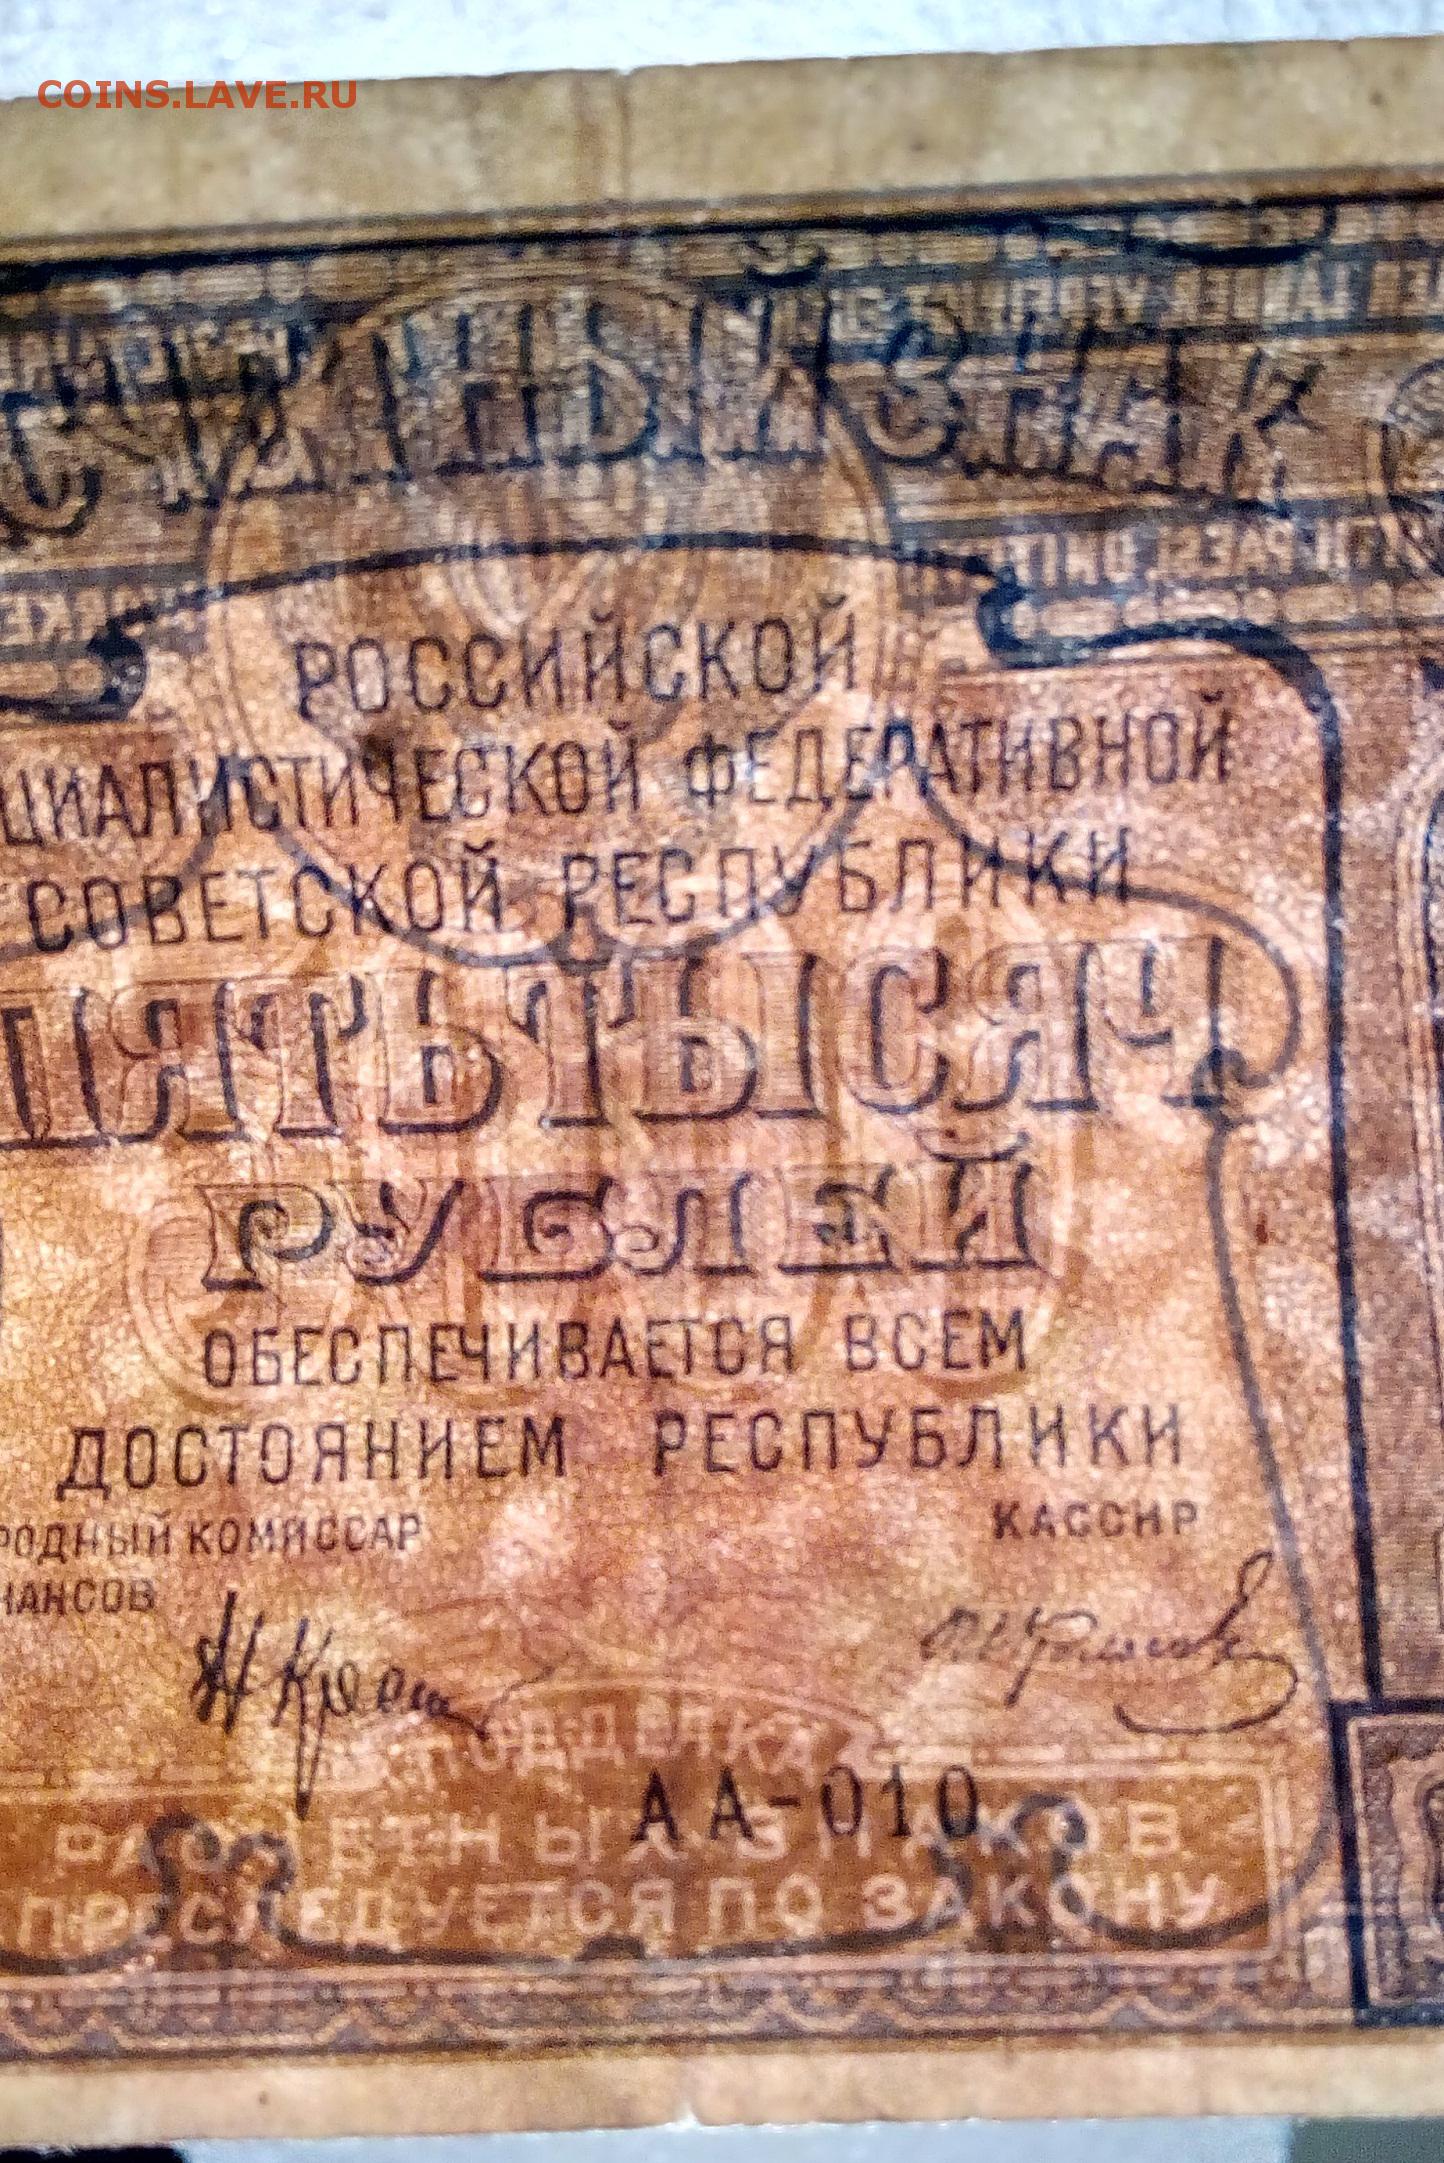 COINS.LAVE.RU
НЫЙ ЗНАК
РОССИЙСКОЙ
ЦИАЛИСТИЧЕСКОЙ ФЕДЕРАТИВНОЙ
СОВЕТСКОЙ РЕСПУБЛИКИ
ПЯТЬ ТЫСЯЧ
РУБЛЕЙ
ОБЕСПЕЧИВАЕТСЯ ВСЕМ
ДОСТОЯНИЕМ РЕСПУБЛИКИ
РОДНЫЙ КОМИССАР
НАНСОВ
КАССИР
ПОДДЕЛКА
АА-010
РАСЧЕТНЫХ ЗНАКОВ
ПРЕСЛЕДУЕТСЯ ПО ЗАКОНУ